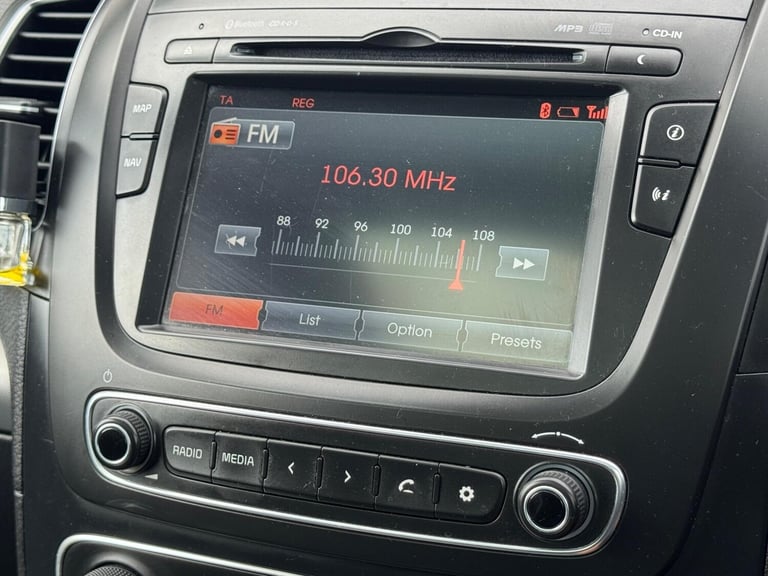 Bluetooth
MP3
CD-IN
MAP
NAV
TA REG
FM
106.30 MHz
88 92 96 100 104 108
FM List Option Presets
RADIO MEDIA